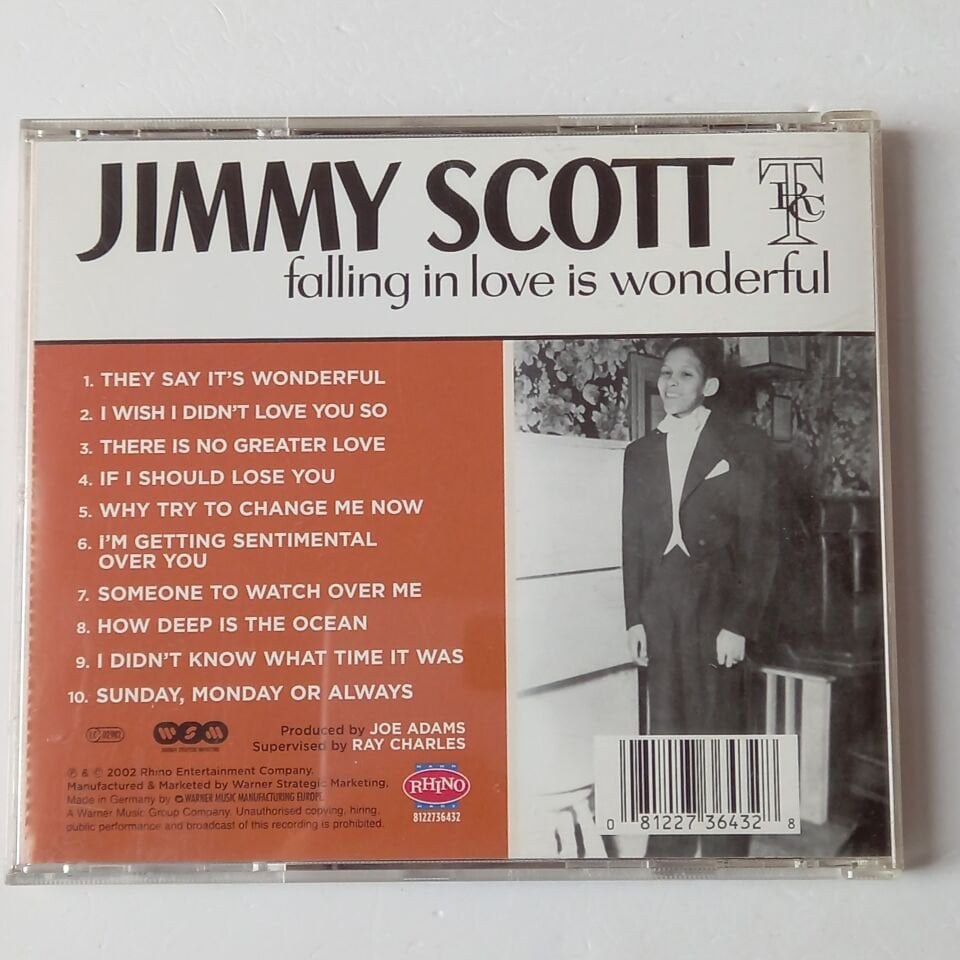 JIMMY SCOTT TRC
falling in love is wonderful
1. THEY SAY IT'S WONDERFUL
2. I WISH I DIDN'T LOVE YOU SO
3. THERE IS NO GREATER LOVE
4. IF I SHOULD LOSE YOU
5. WHY TRY TO CHANGE ME NOW
6. I'M GETTING SENTIMENTAL
OVER YOU
7. SOMEONE TO WATCH OVER ME
8. HOW DEEP IS THE OCEAN
9. I DIDN'T KNOW WHAT TIME IT WAS
10. SUNDAY, MONDAY OR ALWAYS
LC 02982
WSM
WARNER STRATEGIC MARKETING
Produced by JOE ADAMS
Supervised by RAY CHARLES
℗ & © 2002 Rhino Entertainment Company.
Manufactured & Marketed by Warner Strategic Marketing,
Made in Germany by WARNER MUSIC MANUFACTURING EUROPE.
A Warner Music Group Company. Unauthorised copying, hiring,
public performance and broadcast of this recording is prohibited.
RHINO
8122736432
0 81227 36432 8